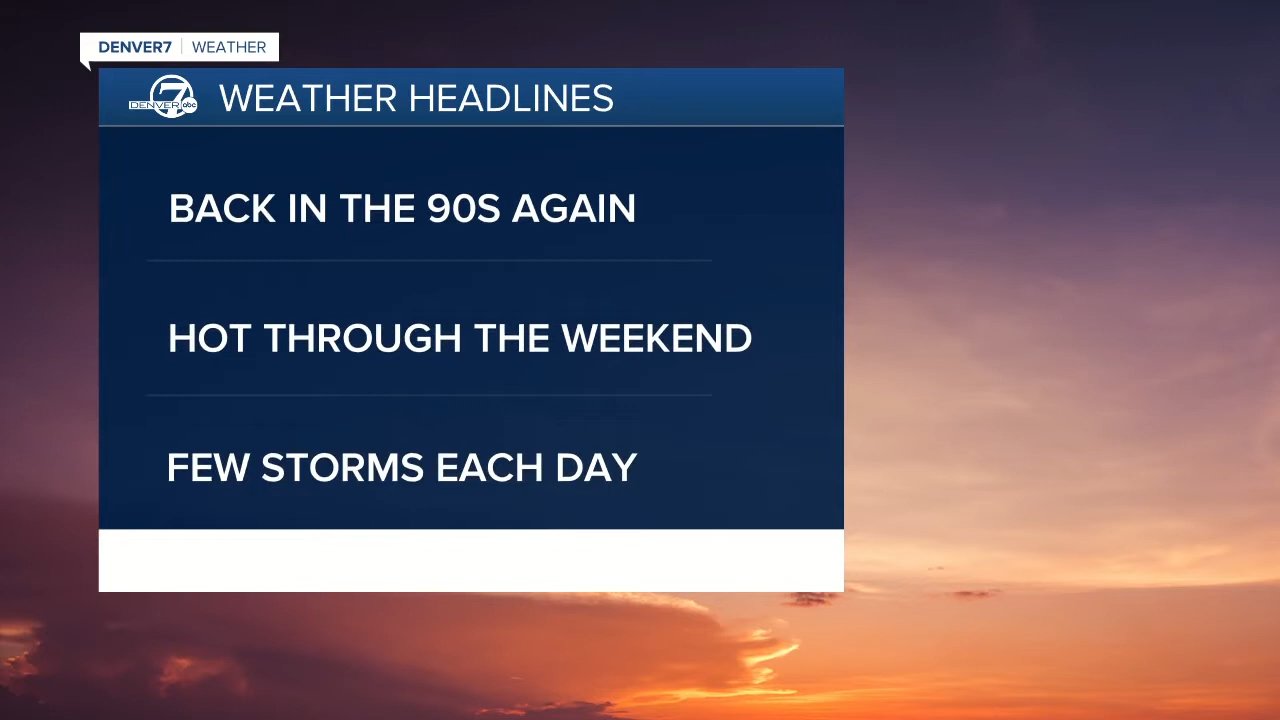 DENVER7 | WEATHER
7 DENVER abc
WEATHER HEADLINES
BACK IN THE 90S AGAIN
HOT THROUGH THE WEEKEND
FEW STORMS EACH DAY